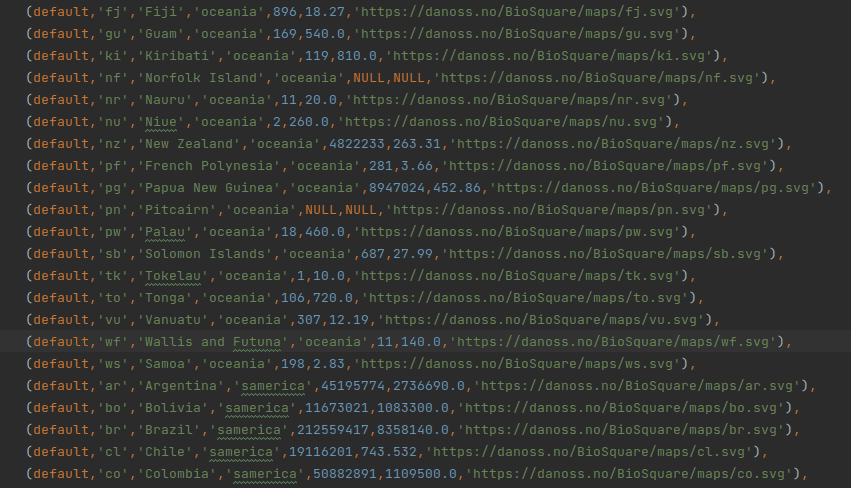 (default,'fj','Fiji','oceania',896,18.27,'https://danoss.no/BioSquare/maps/fj.svg'),
(default,'gu','Guam','oceania',169,540.0,'https://danoss.no/BioSquare/maps/gu.svg'),
(default,'ki','Kiribati','oceania',119,810.0,'https://danoss.no/BioSquare/maps/ki.svg'),
(default,'nf','Norfolk Island','oceania',NULL,NULL,'https://danoss.no/BioSquare/maps/nf.svg'),
(default,'nr','Nauru','oceania',11,20.0,'https://danoss.no/BioSquare/maps/nr.svg'),
(default,'nu','Niue','oceania',2,260.0,'https://danoss.no/BioSquare/maps/nu.svg'),
(default,'nz','New Zealand','oceania',4822233,263.31,'https://danoss.no/BioSquare/maps/nz.svg'),
(default,'pf','French Polynesia','oceania',281,3.66,'https://danoss.no/BioSquare/maps/pf.svg'),
(default,'pg','Papua New Guinea','oceania',8947024,452.86,'https://danoss.no/BioSquare/maps/pg.svg'),
(default,'pn','Pitcairn','oceania',NULL,NULL,'https://danoss.no/BioSquare/maps/pn.svg'),
(default,'pw','Palau','oceania',18,460.0,'https://danoss.no/BioSquare/maps/pw.svg'),
(default,'sb','Solomon Islands','oceania',687,27.99,'https://danoss.no/BioSquare/maps/sb.svg'),
(default,'tk','Tokelau','oceania',1,10.0,'https://danoss.no/BioSquare/maps/tk.svg'),
(default,'to','Tonga','oceania',106,720.0,'https://danoss.no/BioSquare/maps/to.svg'),
(default,'vu','Vanuatu','oceania',307,12.19,'https://danoss.no/BioSquare/maps/vu.svg'),
(default,'wf','Wallis and Futuna','oceania',11,140.0,'https://danoss.no/BioSquare/maps/wf.svg'),
(default,'ws','Samoa','oceania',198,2.83,'https://danoss.no/BioSquare/maps/ws.svg'),
(default,'ar','Argentina','samerica',45195774,2736690.0,'https://danoss.no/BioSquare/maps/ar.svg'),
(default,'bo','Bolivia','samerica',11673021,1083300.0,'https://danoss.no/BioSquare/maps/bo.svg'),
(default,'br','Brazil','samerica',212559417,8358140.0,'https://danoss.no/BioSquare/maps/br.svg'),
(default,'cl','Chile','samerica',19116201,743.532,'https://danoss.no/BioSquare/maps/cl.svg'),
(default,'co','Colombia','samerica',50882891,1109500.0,'https://danoss.no/BioSquare/maps/co.svg'),